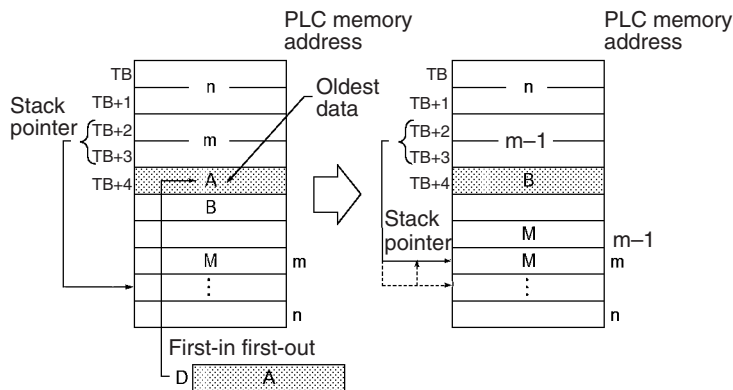 PLC memory
address
TB
n
TB+1
Oldest
data
Stack
pointer
TB+2
m
TB+3
TB+4
A
B
M
m
⋮
n
First-in first-out
D
A
PLC memory
address
TB
n
TB+1
TB+2
m−1
TB+3
TB+4
B
Stack
pointer
M
m−1
M
m
⋮
n